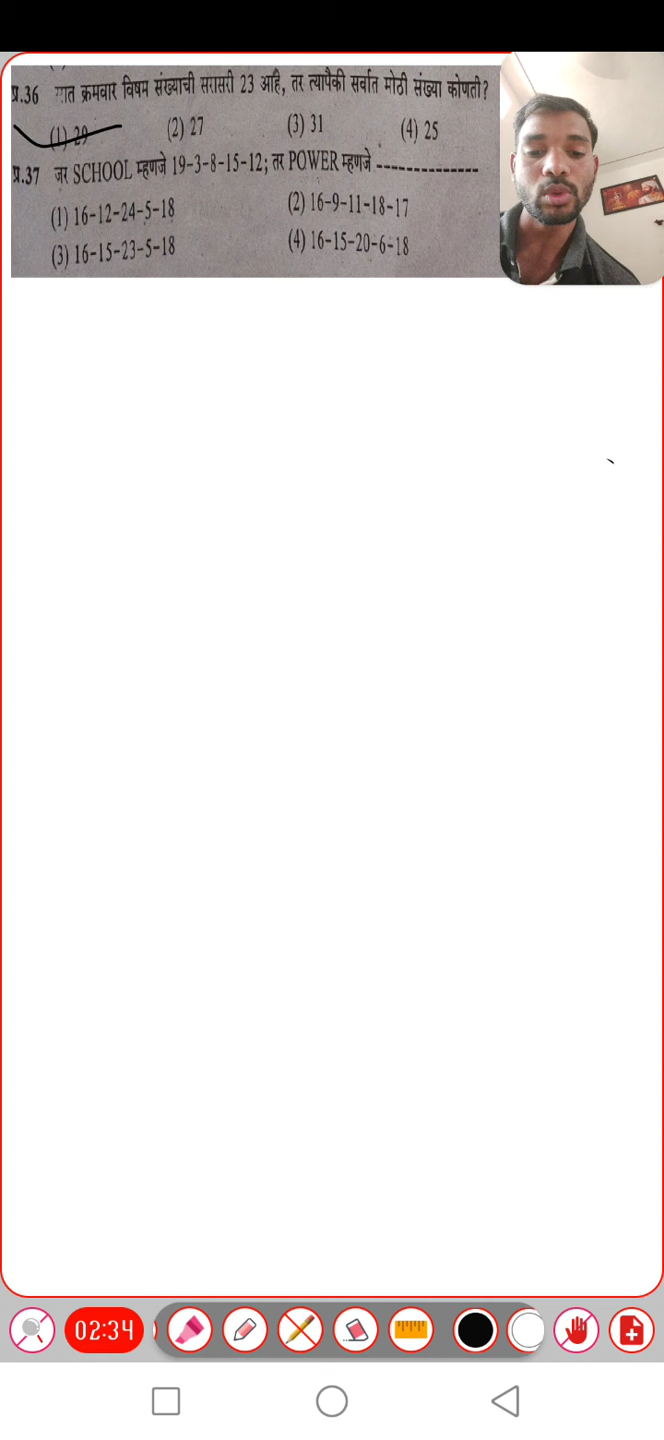 प्र.36 सात क्रमवार विषम संख्याची सरासरी 23 आहे, तर त्यापैकी सर्वात मोठी संख्या कोणती?
(1) 29 (2) 27 (3) 31 (4) 25
प्र.37 जर SCHOOL म्हणजे 19-3-8-15-12; तर POWER म्हणजे ---------------
(1) 16-12-24-5-18 (2) 16-9-11-18-17
(3) 16-15-23-5-18 (4) 16-15-20-6-18
02:34